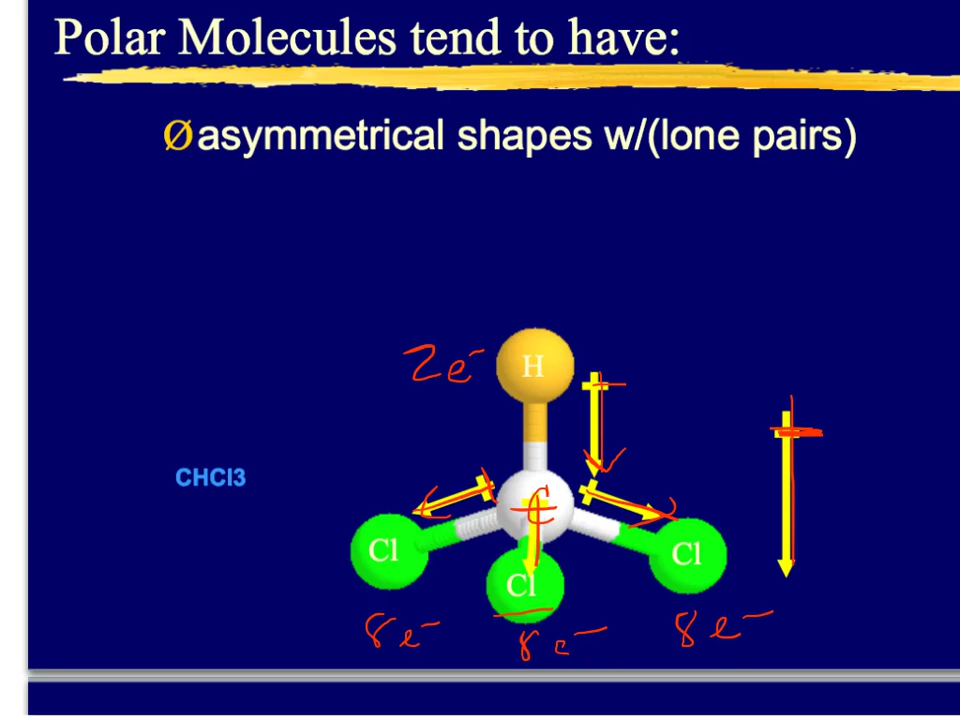 Polar Molecules tend to have:
Ø asymmetrical shapes w/(lone pairs)
2e⁻
H
CHCl3
C
Cl
Cl
Cl
8e⁻
8e⁻
8e⁻